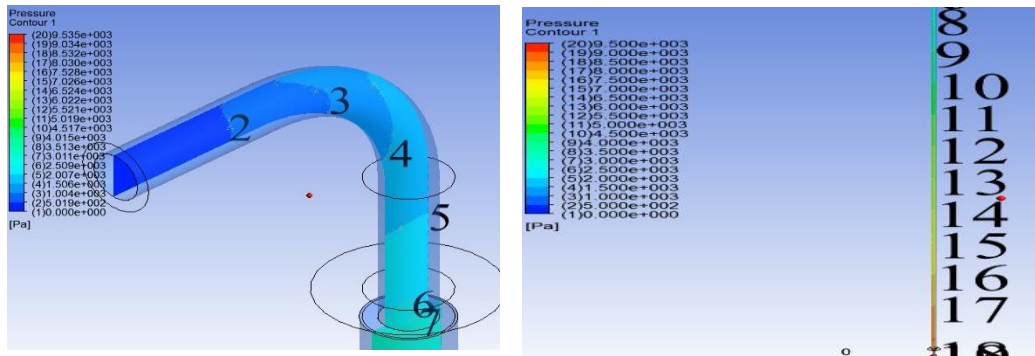 Pressure
Contour 1
(20)9.535e+003
(19)9.034e+003
(18)8.532e+003
(17)8.030e+003
(16)7.528e+003
(15)7.026e+003
(14)6.524e+003
(13)6.022e+003
(12)5.521e+003
(11)5.019e+003
(10)4.517e+003
(9)4.015e+003
(8)3.513e+003
(7)3.011e+003
(6)2.509e+003
(5)2.007e+003
(4)1.506e+003
(3)1.004e+003
(2)5.019e+002
(1)0.000e+000
[Pa]
2
3
4
5
6
7
Pressure
Contour 1
(20)9.500e+003
(19)9.000e+003
(18)8.500e+003
(17)8.000e+003
(16)7.500e+003
(15)7.000e+003
(14)6.500e+003
(13)6.000e+003
(12)5.500e+003
(11)5.000e+003
(10)4.500e+003
(9)4.000e+003
(8)3.500e+003
(7)3.000e+003
(6)2.500e+003
(5)2.000e+003
(4)1.500e+003
(3)1.000e+003
(2)5.000e+002
(1)0.000e+000
[Pa]
8
9
10
11
12
13
14
15
16
17
0